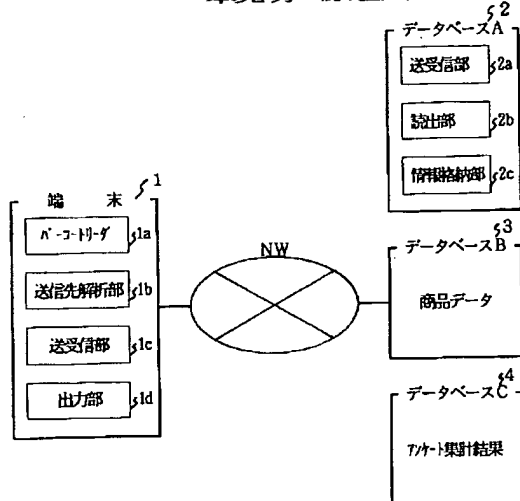 2
データベースA
送受信部
2a
読出部
2b
情報格納部
2c
1
端 末
バーコードリーダ
1a
送信先解析部
1b
送受信部
1c
出力部
1d
NW
3
データベースB
商品データ
4
データベースC
アンケート集計結果